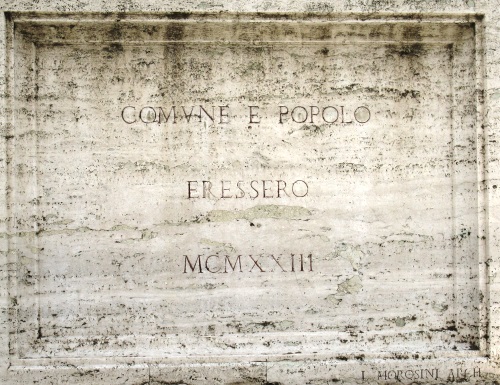 COMVNE E POPOLO
ERESSERO
MCMXXIII
L MOROSINI ARCH